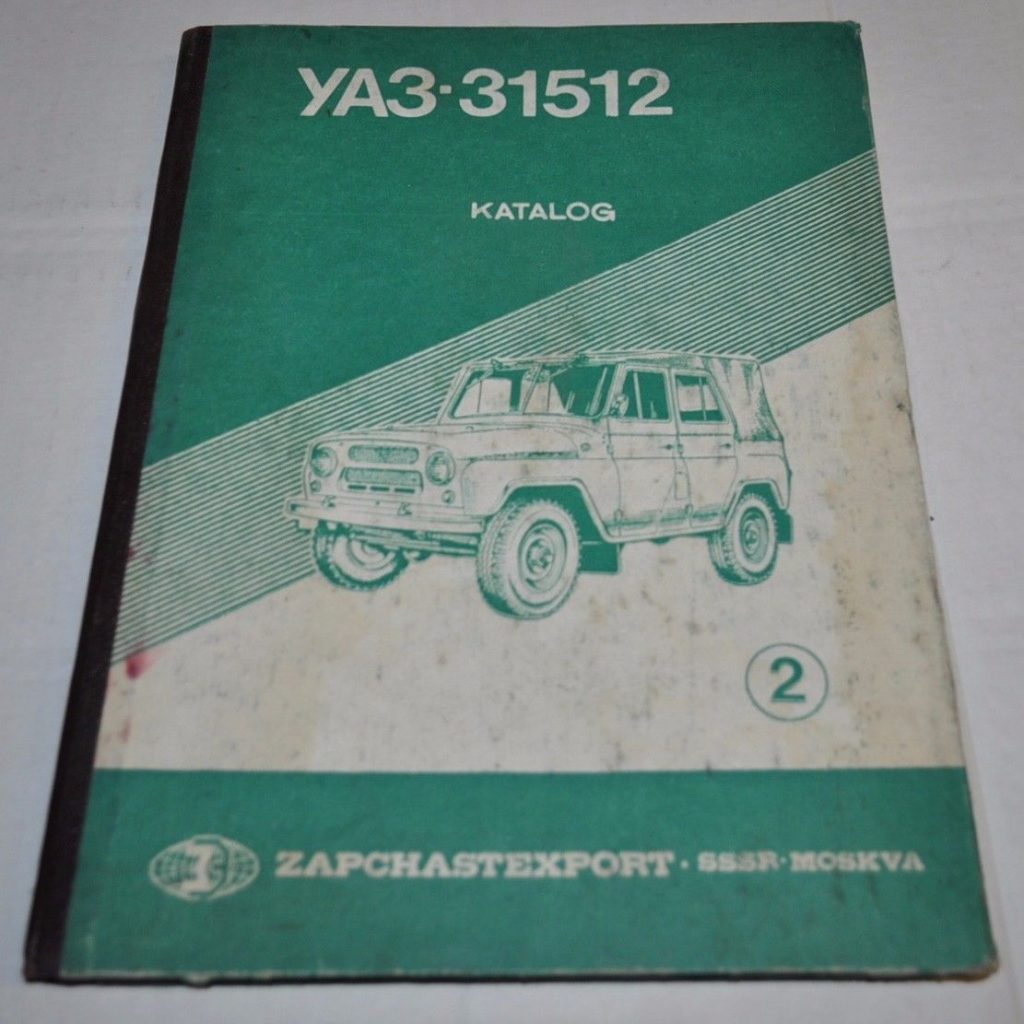 УАЗ-31512
KATALOG
2
ZAPCHASTEXPORT · SSSR · MOSKVA